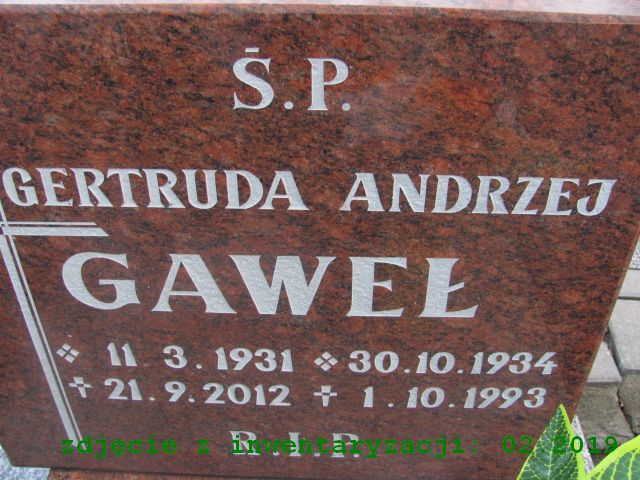 Ś.P.
GERTRUDA ANDRZEJ
GAWEŁ
11.3.1931 30.10.1934
✝ 21.9.2012 ✝ 1.10.1993
R.I.P.
zdjęcie z inwentaryzacji: 02.2019